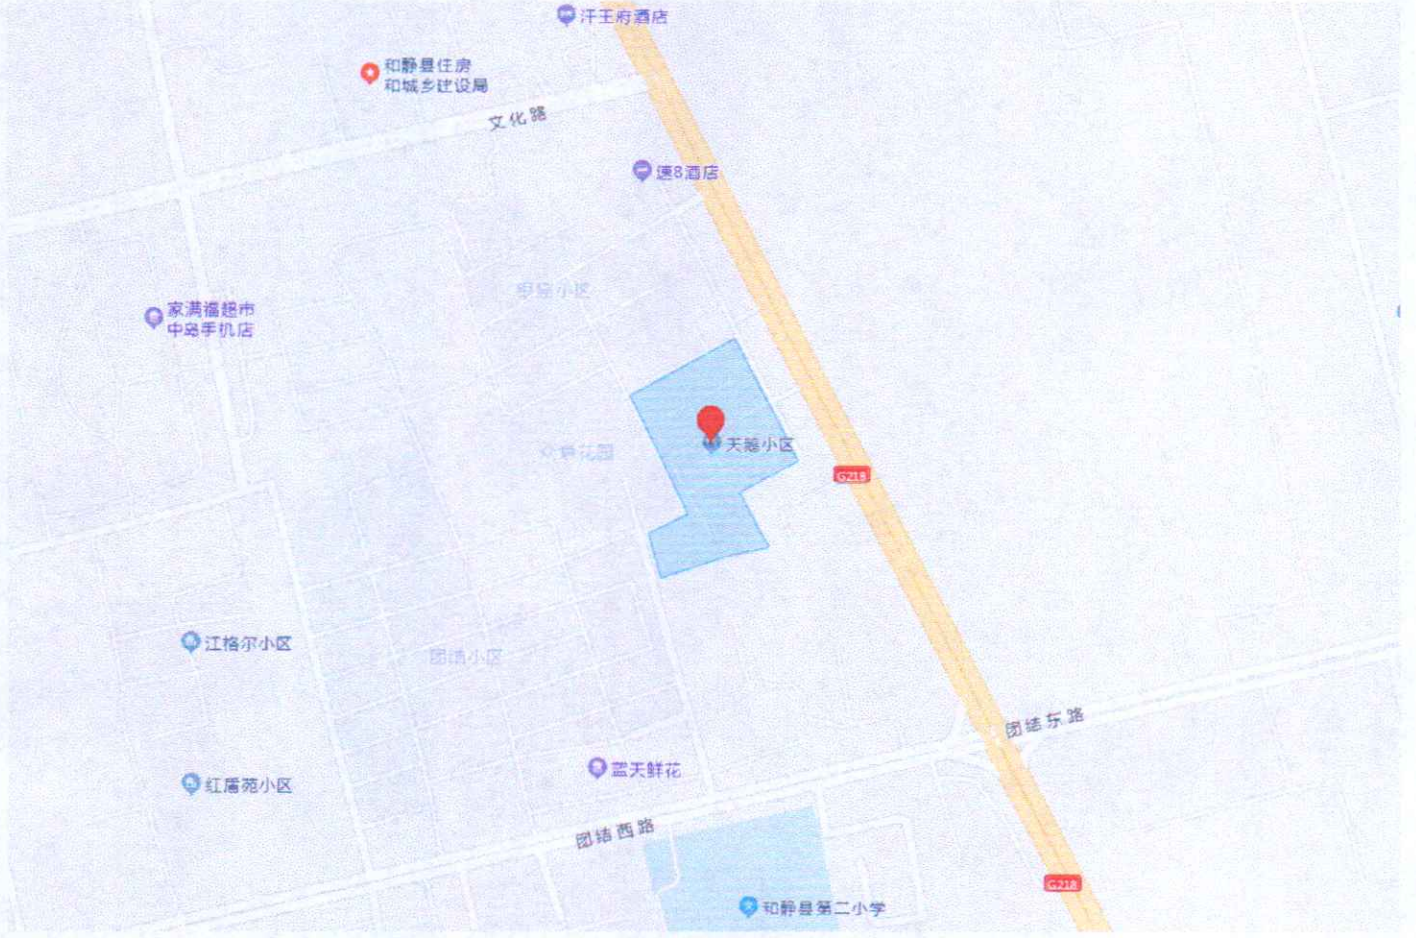 汗王府酒店
和静县住房
和城乡建设局
文化路
速8酒店
家满福超市
中岛手机店
天鹅小区
G218
江格尔小区
团结小区
团结东路
蓝天鲜花
红盾苑小区
团结西路
G218
和静县第二小学